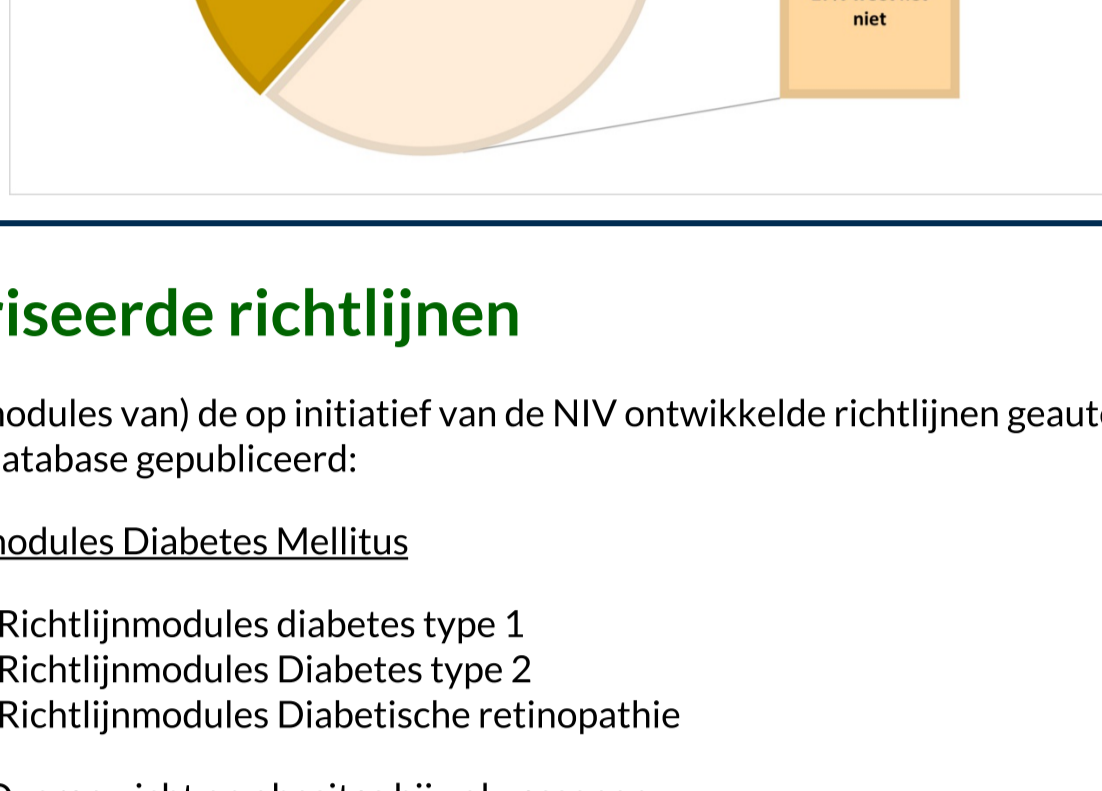 niet
riseerde richtlijnen
nodules van) de op initiatief van de NIV ontwikkelde richtlijnen geaut
atabase gepubliceerd:
nodules Diabetes Mellitus
Richtlijnmodules diabetes type 1
Richtlijnmodules Diabetes type 2
Richtlijnmodules Diabetische retinopathie